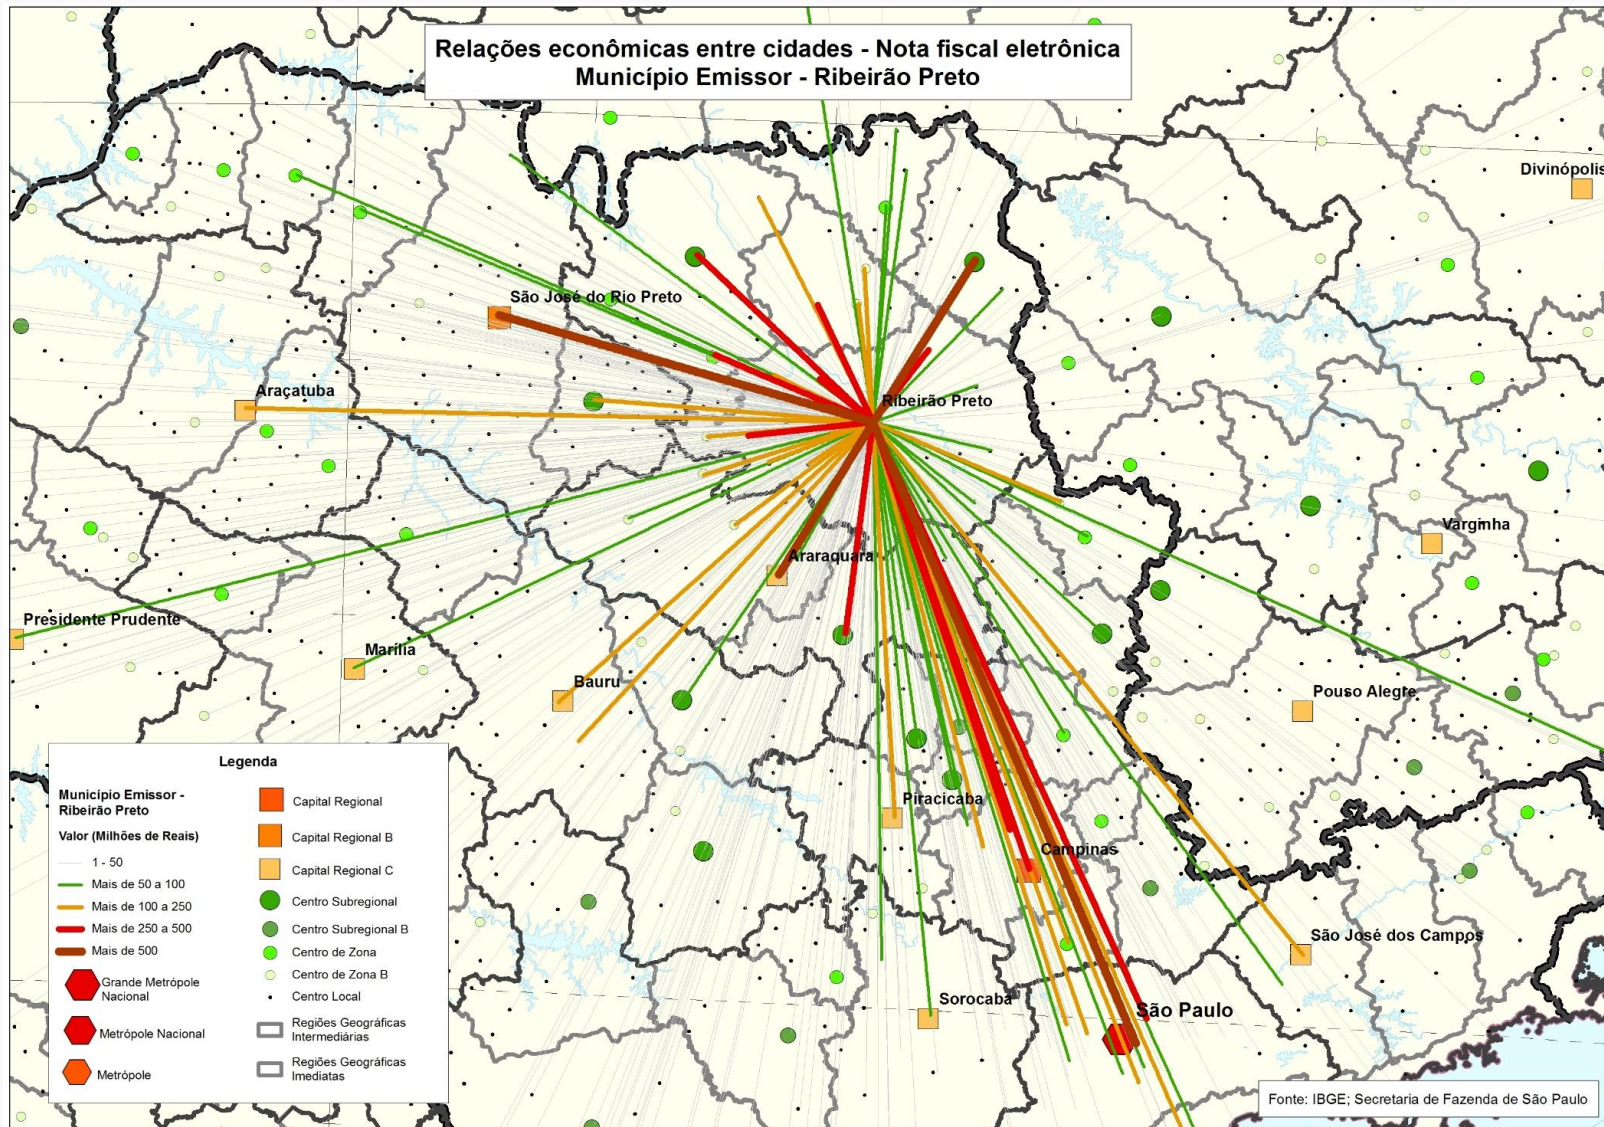 Relações econômicas entre cidades - Nota fiscal eletrônica
Município Emissor - Ribeirão Preto
Divinópolis
São José do Rio Preto
Araçatuba
Ribeirão Preto
Varginha
Araraquara
Presidente Prudente
Marília
Bauru
Pouso Alegre
Piracicaba
Campinas
São José dos Campos
Sorocaba
São Paulo
Legenda
Município Emissor -
Ribeirão Preto
Valor (Milhões de Reais)
1 - 50
Mais de 50 a 100
Mais de 100 a 250
Mais de 250 a 500
Mais de 500
Grande Metrópole
Nacional
Metrópole Nacional
Metrópole
Capital Regional
Capital Regional B
Capital Regional C
Centro Subregional
Centro Subregional B
Centro de Zona
Centro de Zona B
Centro Local
Regiões Geográficas
Intermediárias
Regiões Geográficas
Imediatas
Fonte: IBGE; Secretaria de Fazenda de São Paulo